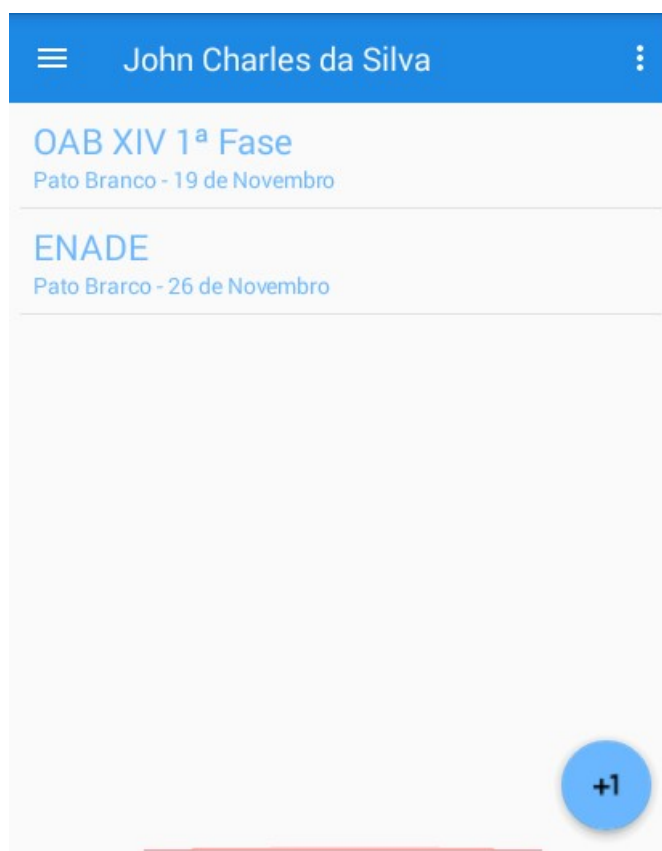 John Charles da Silva
OAB XIV 1ª Fase
Pato Branco - 19 de Novembro
ENADE
Pato Brarco - 26 de Novembro
+1